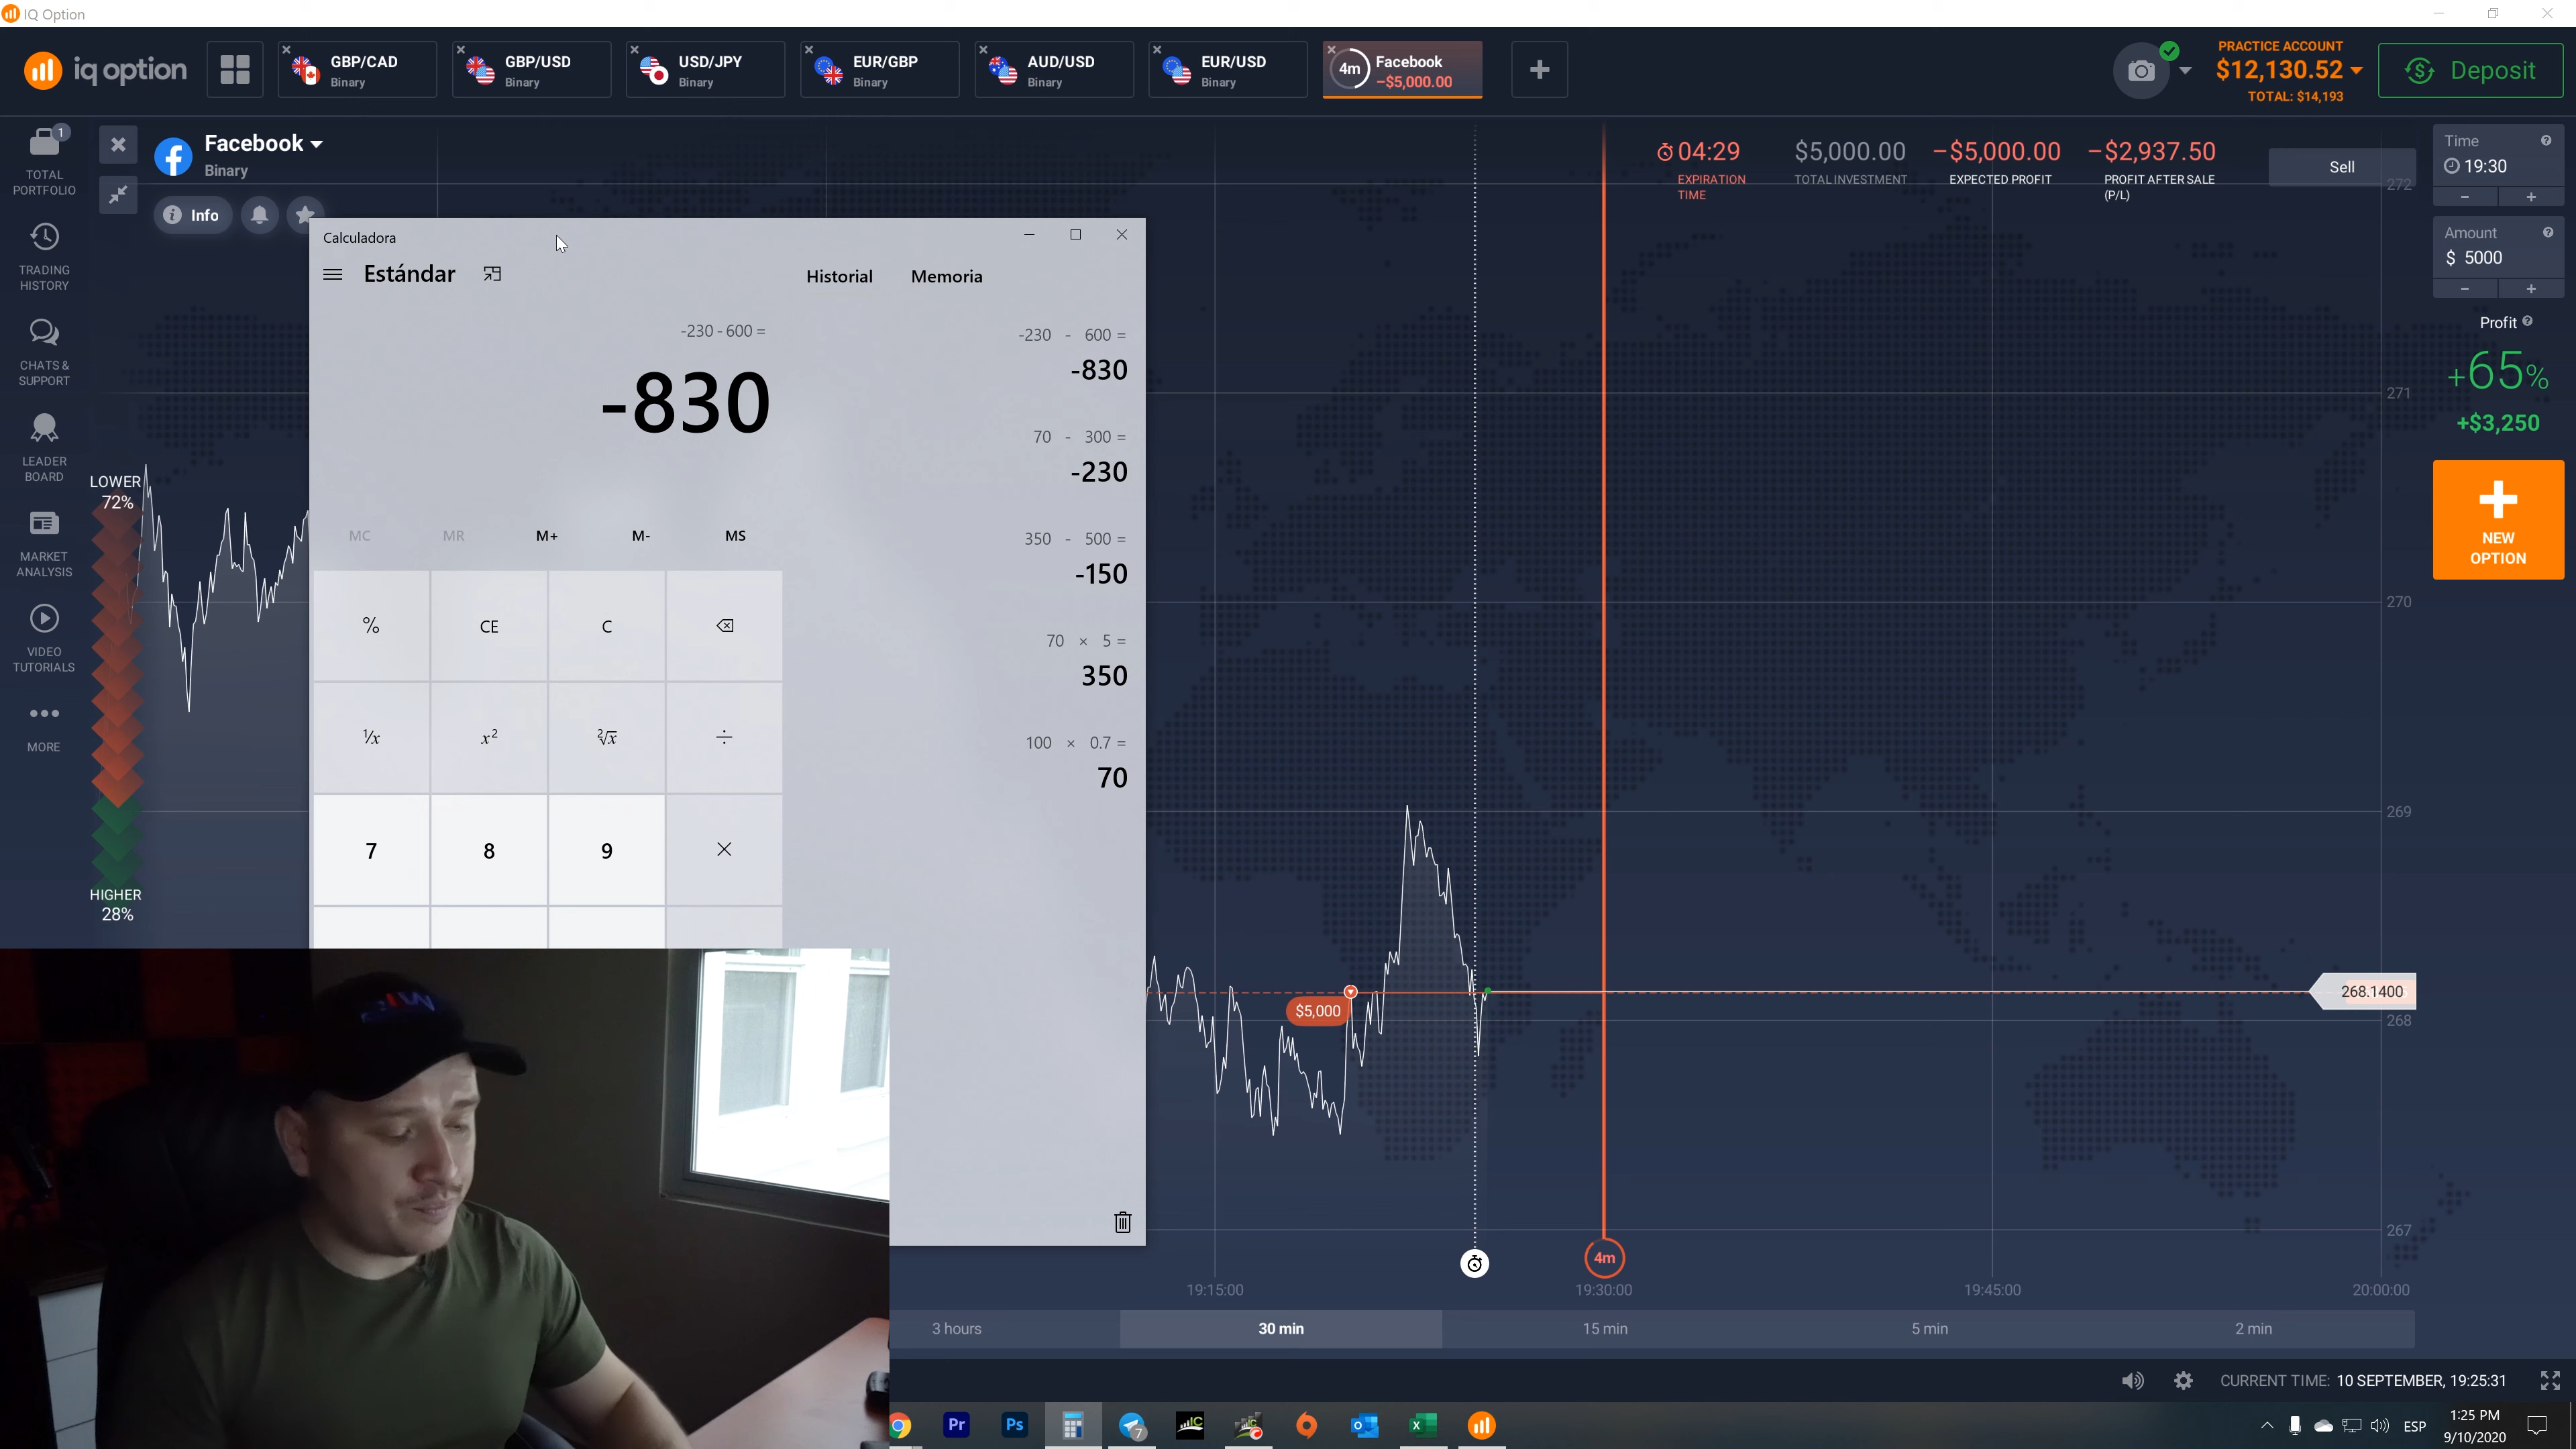 IQ Option
iq option
GBP/CAD
Binary
GBP/USD
Binary
USD/JPY
Binary
EUR/GBP
Binary
AUD/USD
Binary
EUR/USD
Binary
4m
Facebook
−$5,000.00
PRACTICE ACCOUNT
$12,130.52
TOTAL: $14,193
Deposit
1
TOTAL
PORTFOLIO
TRADING
HISTORY
CHATS &
SUPPORT
LEADER
BOARD
MARKET
ANALYSIS
VIDEO
TUTORIALS
MORE
Facebook
Binary
Info
LOWER
72%
HIGHER
28%
04:29
EXPIRATION
TIME
$5,000.00
TOTAL INVESTMENT
−$5,000.00
EXPECTED PROFIT
−$2,937.50
PROFIT AFTER SALE
(P/L)
Sell
Time
19:30
− +
Amount
$ 5000
− +
Profit
+65%
+$3,250
NEW
OPTION
Calculadora
Estándar
Historial
Memoria
-230 - 600 =
-830
MC MR M+ M- MS
% CE C
1/x x² ²√x ÷
7 8 9 ×
-230 - 600 =
-830
70 - 300 =
-230
350 - 500 =
-150
70 × 5 =
350
100 × 0.7 =
70
272
271
270
269
268
267
268.1400
$5,000
4m
19:15:00
19:30:00
19:45:00
20:00:00
3 hours
30 min
15 min
5 min
2 min
CURRENT TIME: 10 SEPTEMBER, 19:25:31
Pr
Ps
7
IC
ESP
1:25 PM
9/10/2020